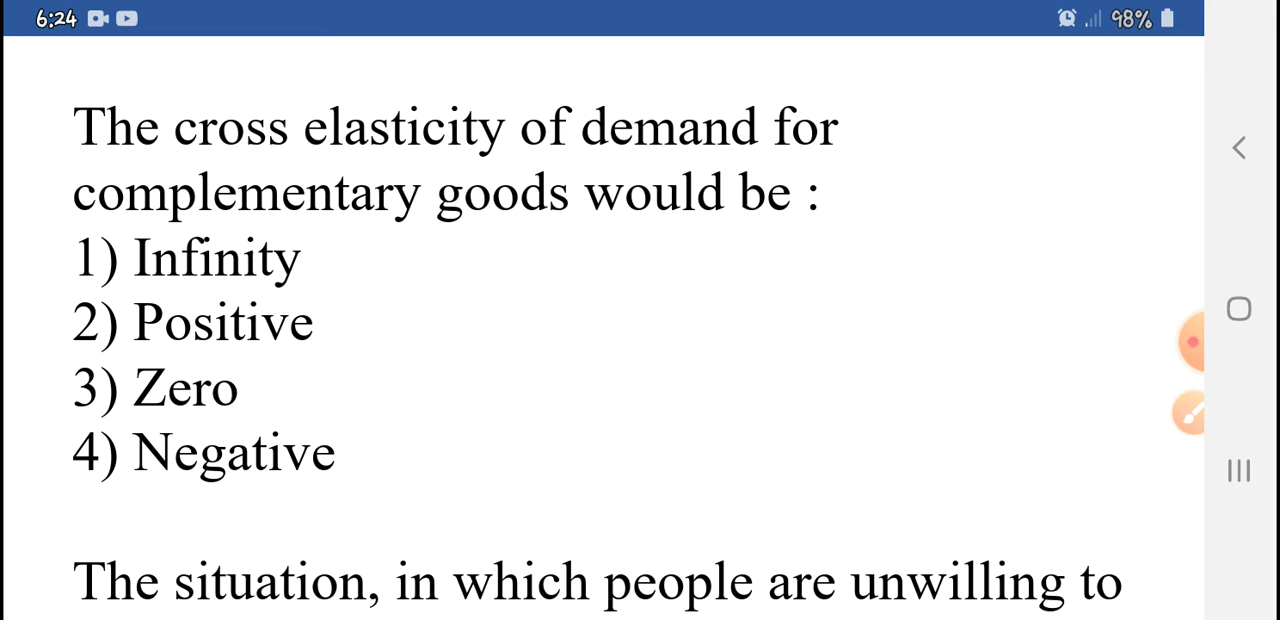 6:24
98%
The cross elasticity of demand for
complementary goods would be :
1) Infinity
2) Positive
3) Zero
4) Negative
The situation, in which people are unwilling to